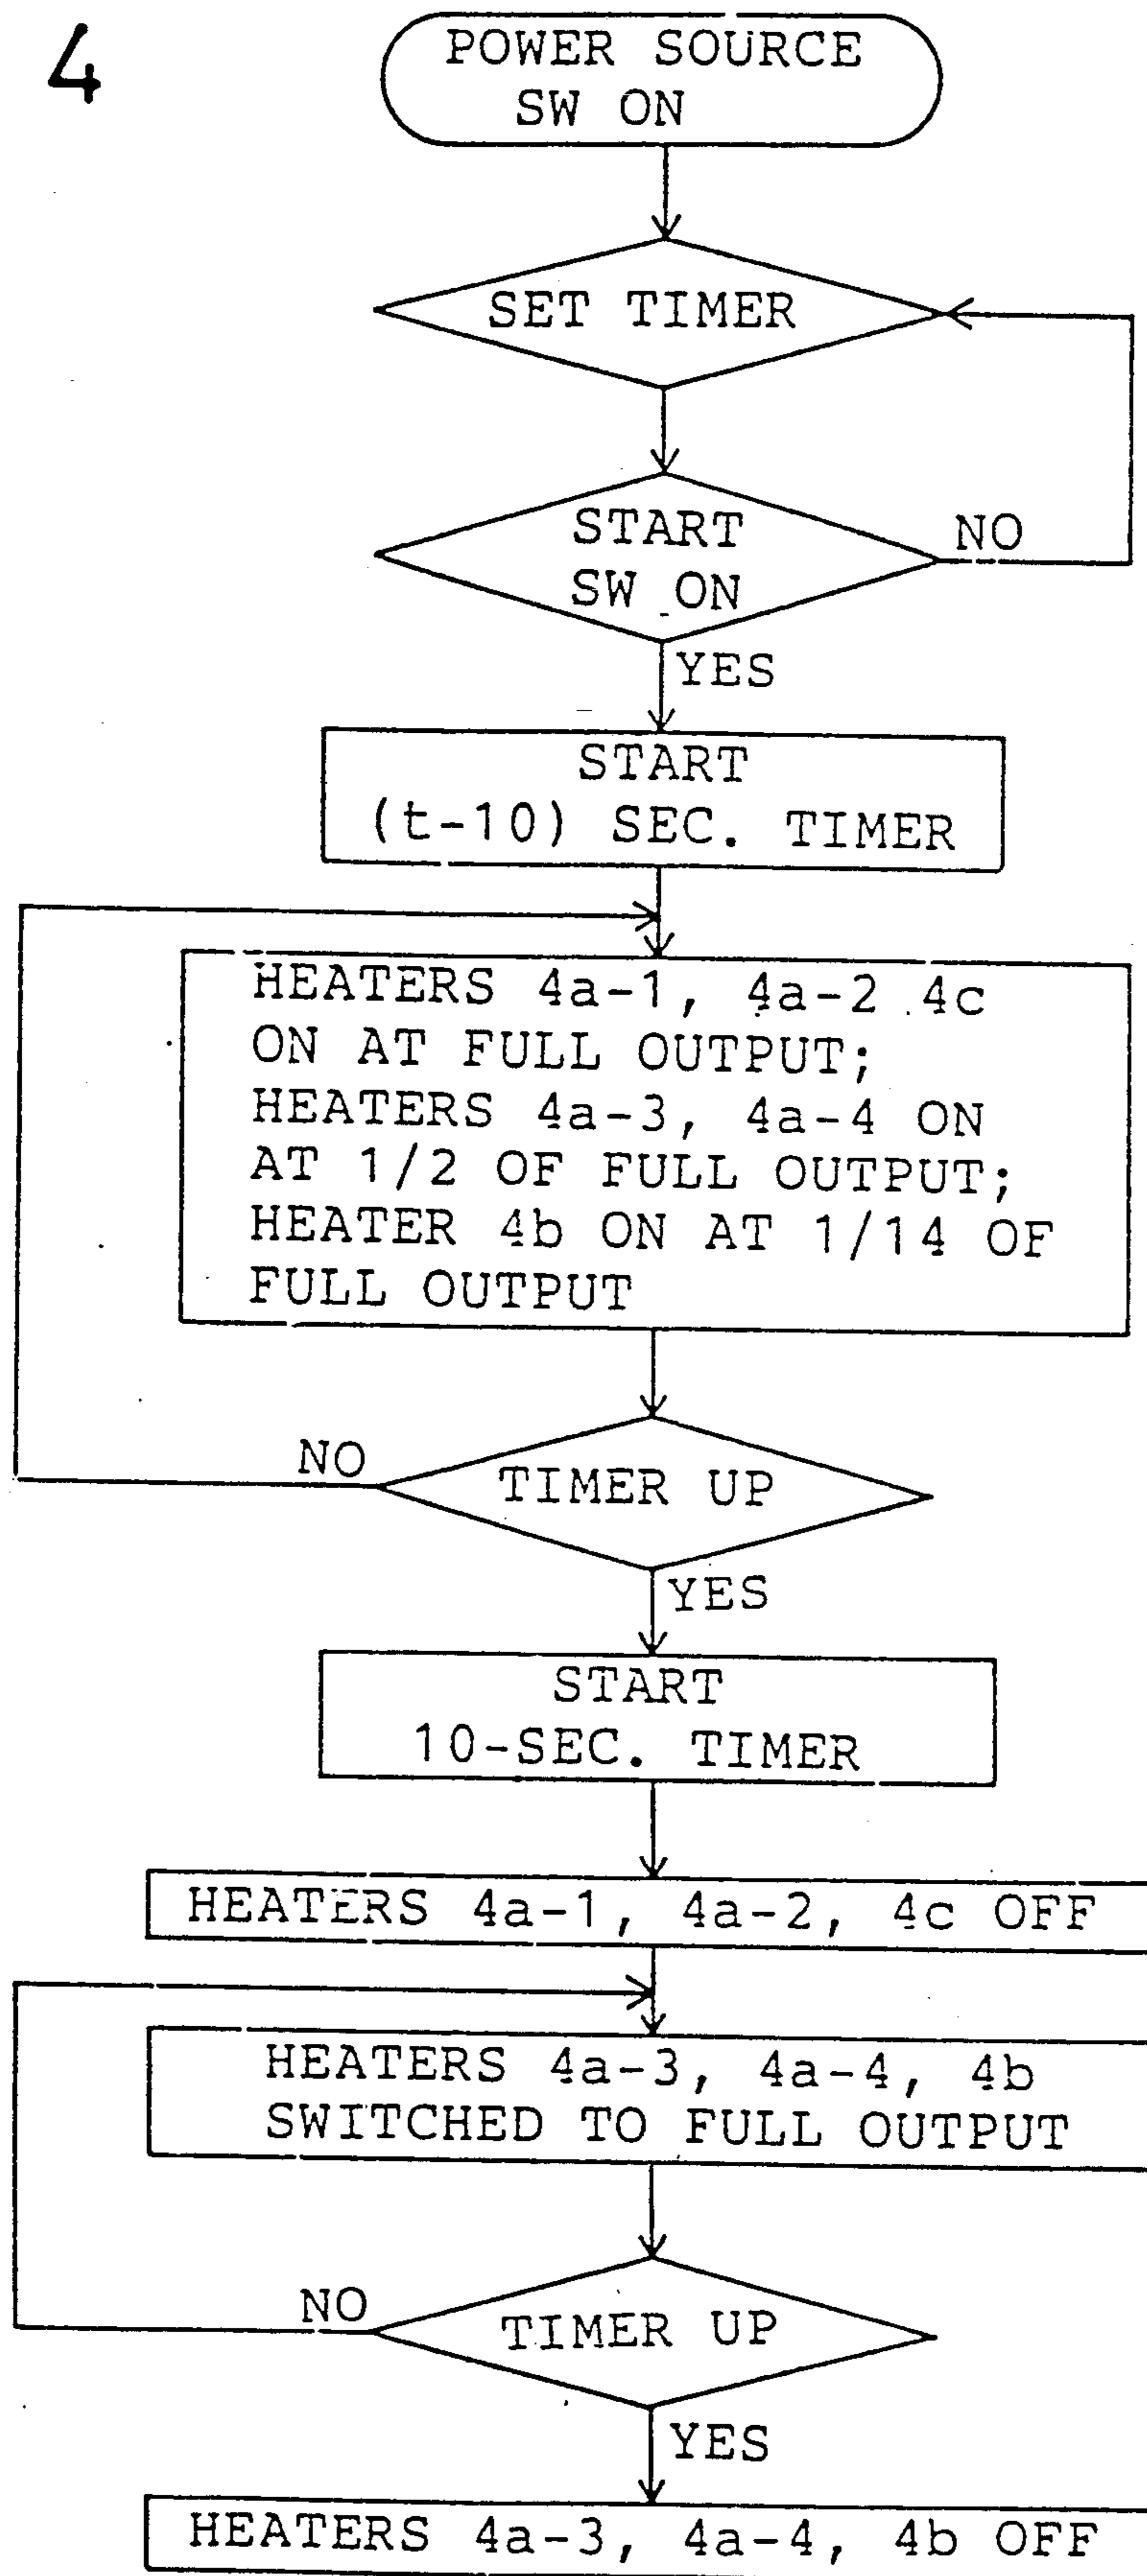 4
POWER SOURCE
SW ON
SET TIMER
START
SW ON
NO
YES
START
(t-10) SEC. TIMER
HEATERS 4a-1, 4a-2 4c
ON AT FULL OUTPUT;
HEATERS 4a-3, 4a-4 ON
AT 1/2 OF FULL OUTPUT;
HEATER 4b ON AT 1/14 OF
FULL OUTPUT
NO
TIMER UP
YES
START
10-SEC. TIMER
HEATERS 4a-1, 4a-2, 4c OFF
HEATERS 4a-3, 4a-4, 4b
SWITCHED TO FULL OUTPUT
NO
TIMER UP
YES
HEATERS 4a-3, 4a-4, 4b OFF